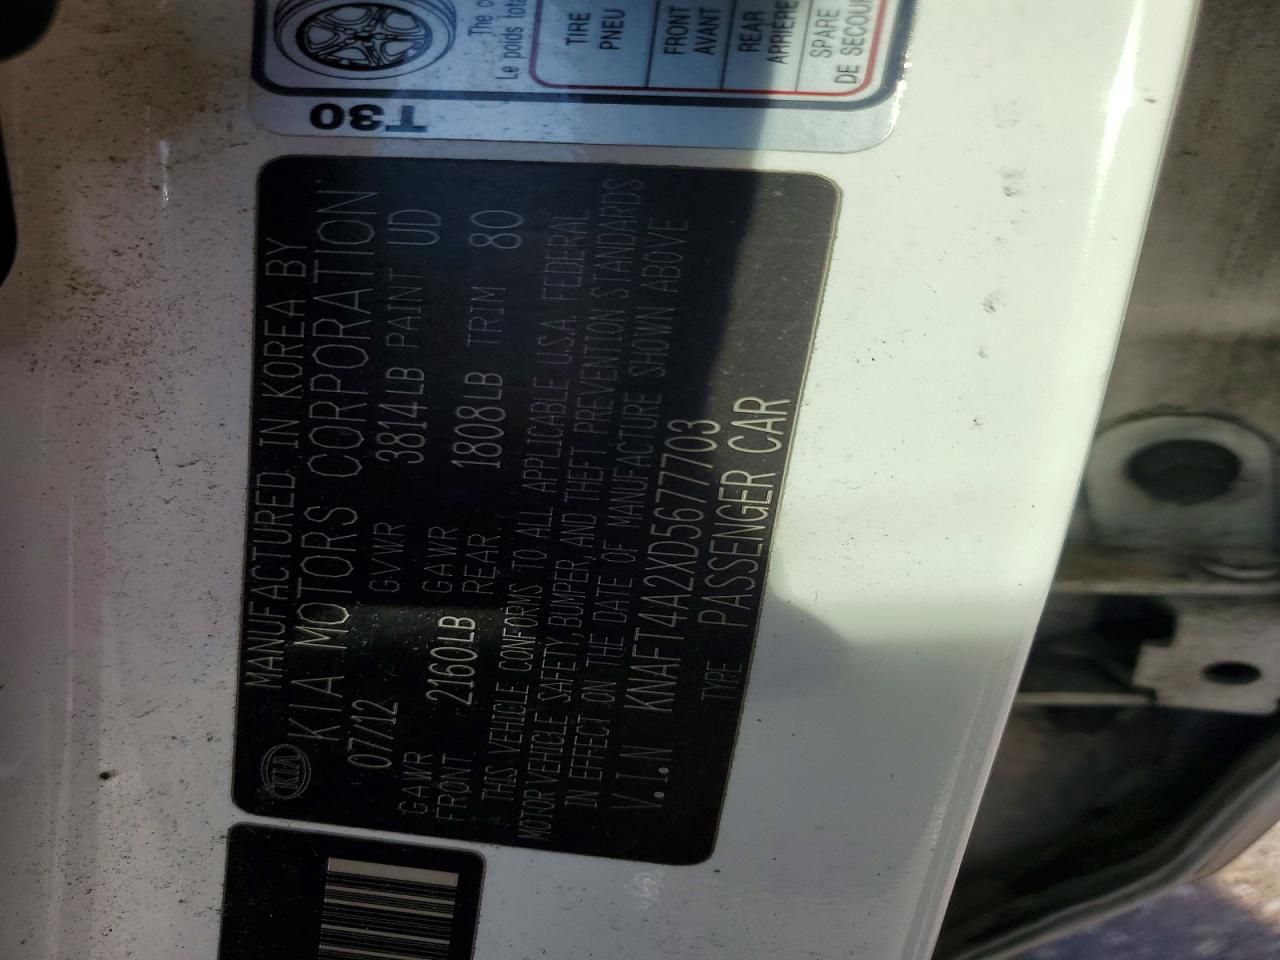 KIA
MANUFACTURED IN KOREA BY
KIA MOTORS CORPORATION
07/12 GVWR 3814LB PAINT UD
GAWR FRONT 2160LB GAWR REAR 1808LB TRIM 80
THIS VEHICLE CONFORMS TO ALL APPLICABLE U.S.A FEDERAL
MOTOR VEHICLE SAFETY, BUMPER, AND THEFT PREVENTION STANDARDS
IN EFFECT ON THE DATE OF MANUFACTURE SHOWN ABOVE
V.I.N KNAFT4A2XD5677703
TYPE PASSENGER CAR
T30
The
Le poids
TIRE
PNEU
FRONT
AVANT
REAR
ARRIERE
SPARE
DE SECOUR